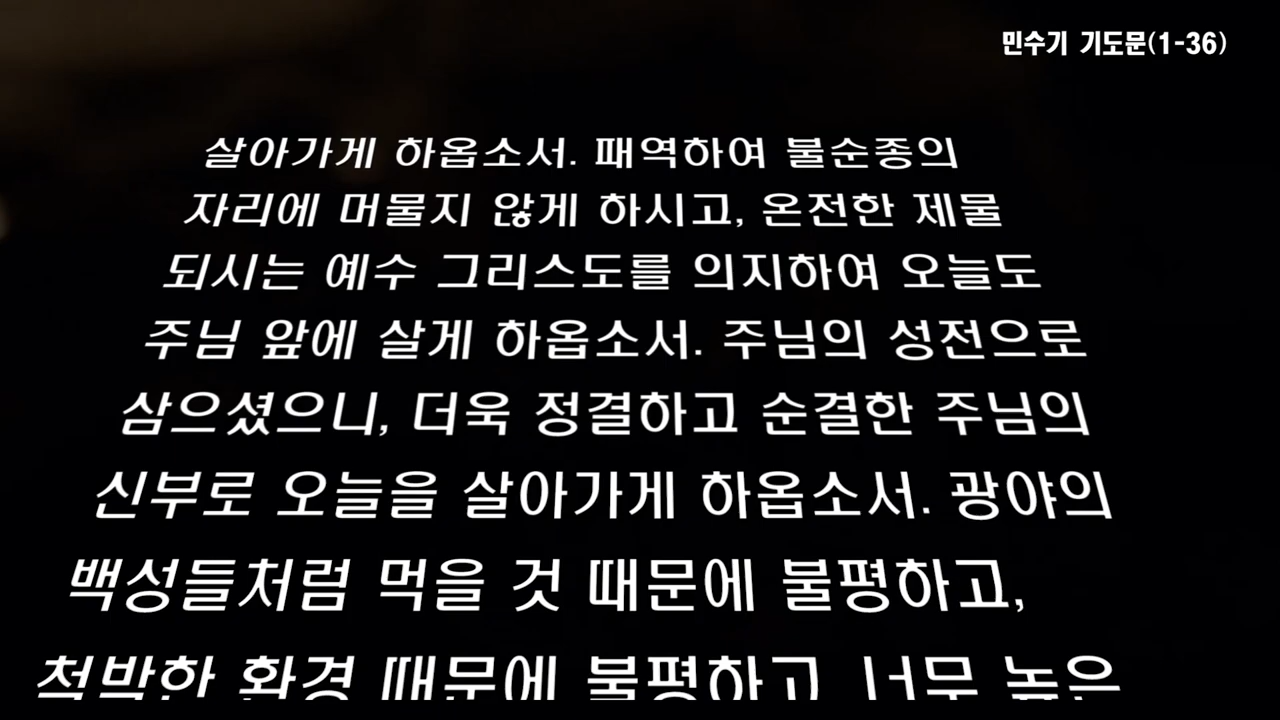 민수기 기도문(1-36)
살아가게 하옵소서. 패역하여 불순종의
자리에 머물지 않게 하시고, 온전한 제물
되시는 예수 그리스도를 의지하여 오늘도
주님 앞에 살게 하옵소서. 주님의 성전으로
삼으셨으니, 더욱 정결하고 순결한 주님의
신부로 오늘을 살아가게 하옵소서. 광야의
백성들처럼 먹을 것 때문에 불평하고,
척박한 환경 때문에 불평하고 너무 높은